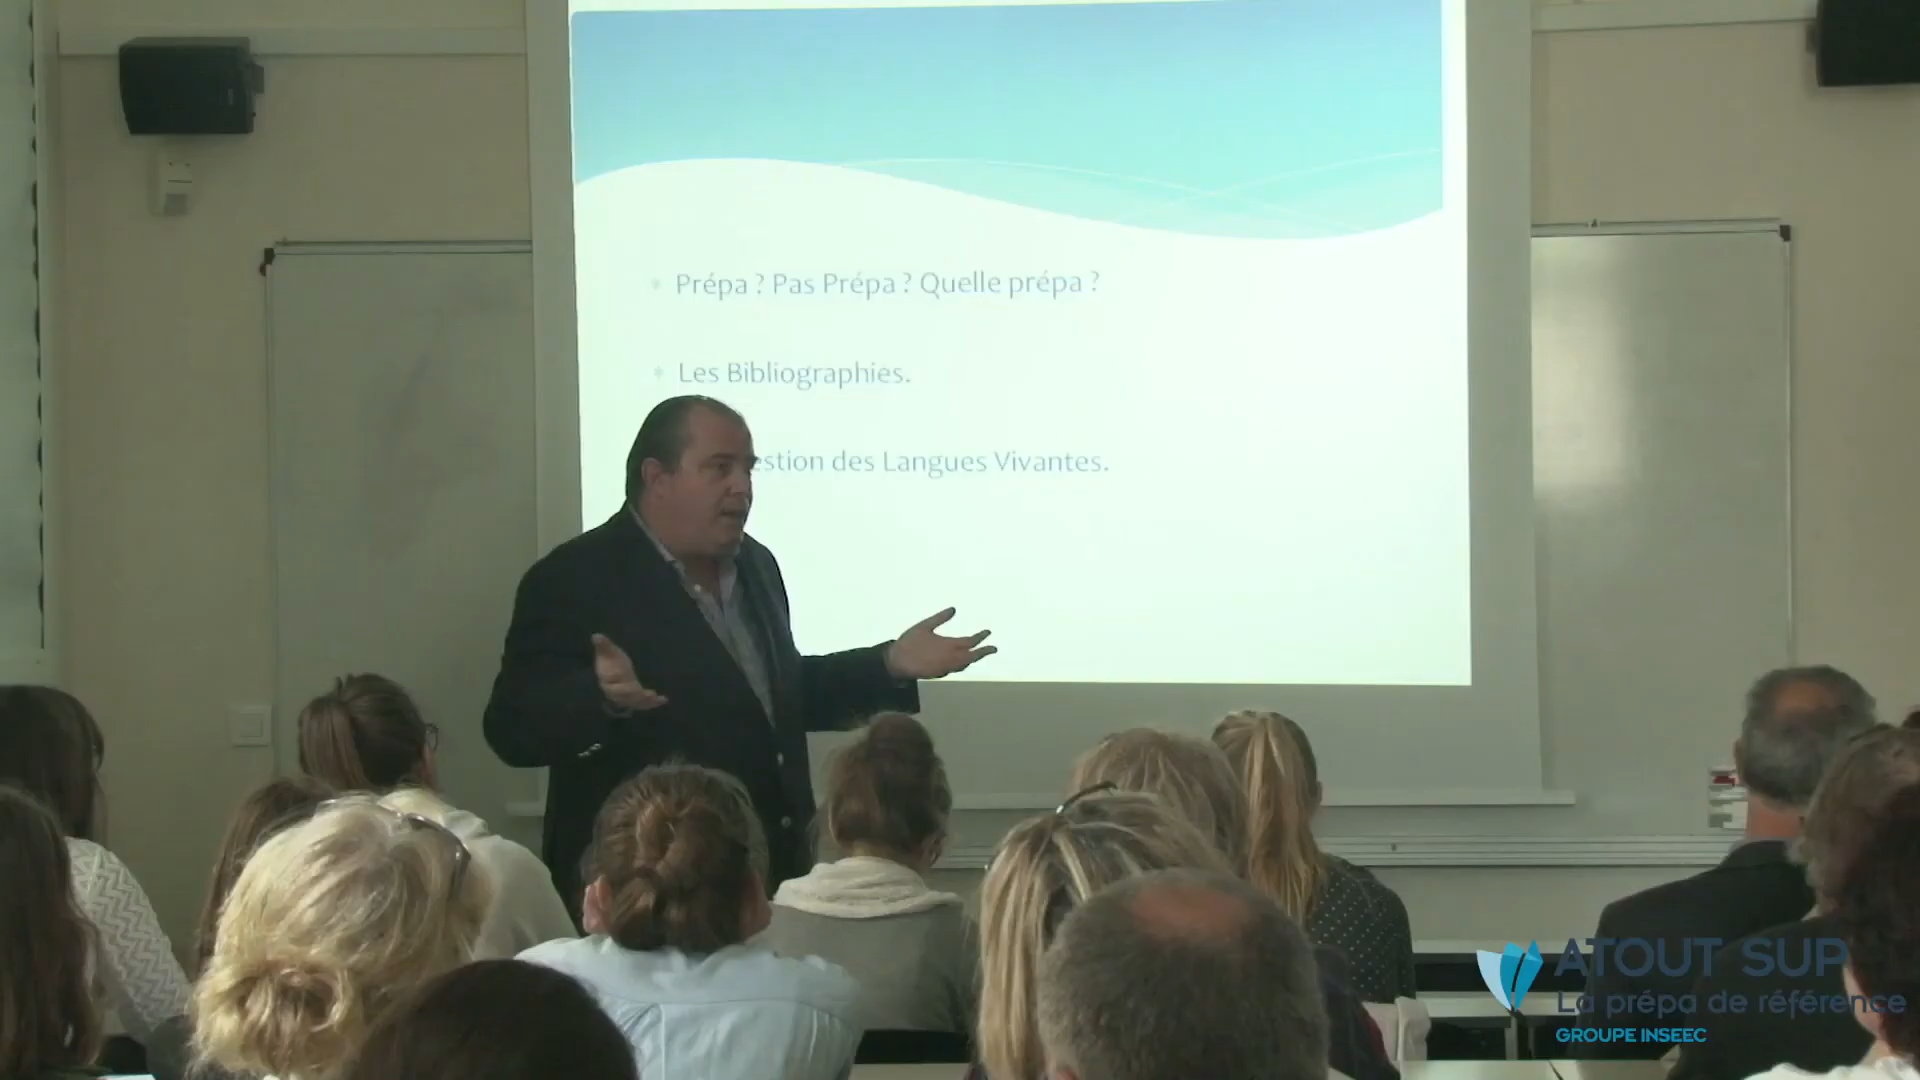 Prépa ? Pas Prépa ? Quelle prépa ?
Les Bibliographies.
estion des Langues Vivantes.
ATOUT SUP
La prépa de référence
GROUPE INSEEC